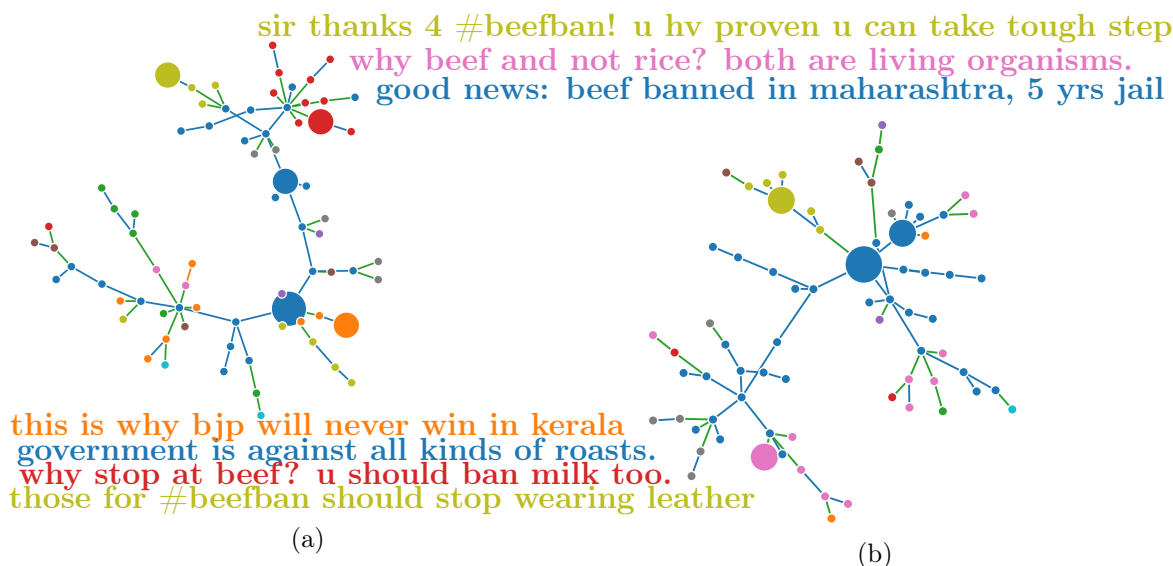 sir thanks 4 #beefban! u hv proven u can take tough step
why beef and not rice? both are living organisms.
good news: beef banned in maharashtra, 5 yrs jail
this is why bjp will never win in kerala
government is against all kinds of roasts.
why stop at beef? u should ban milk too.
those for #beefban should stop wearing leather
(a)
(b)